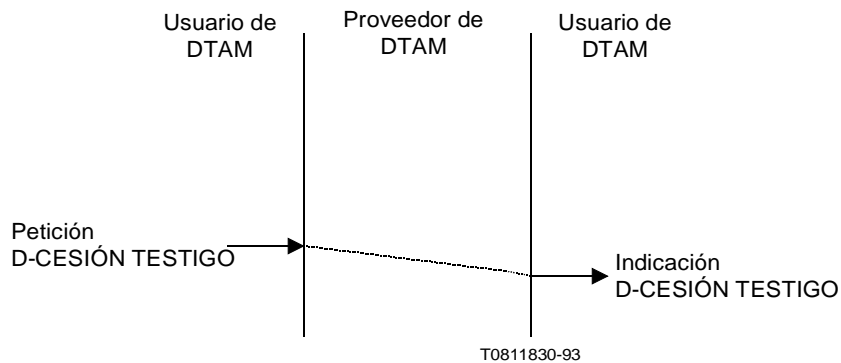 Usuario de
DTAM
Proveedor de
DTAM
Usuario de
DTAM
Petición
D-CESIÓN TESTIGO
Indicación
D-CESIÓN TESTIGO
T0811830-93